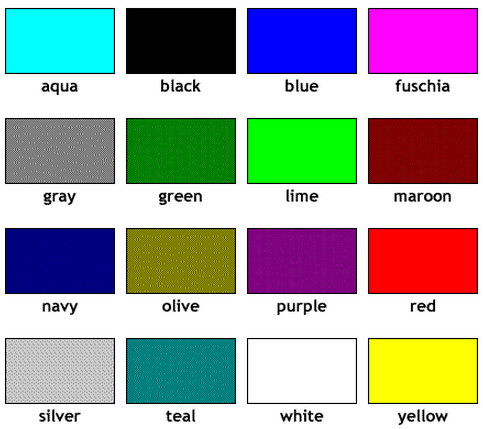 aqua black blue fuschia
gray green lime maroon
navy olive purple red
silver teal white yellow